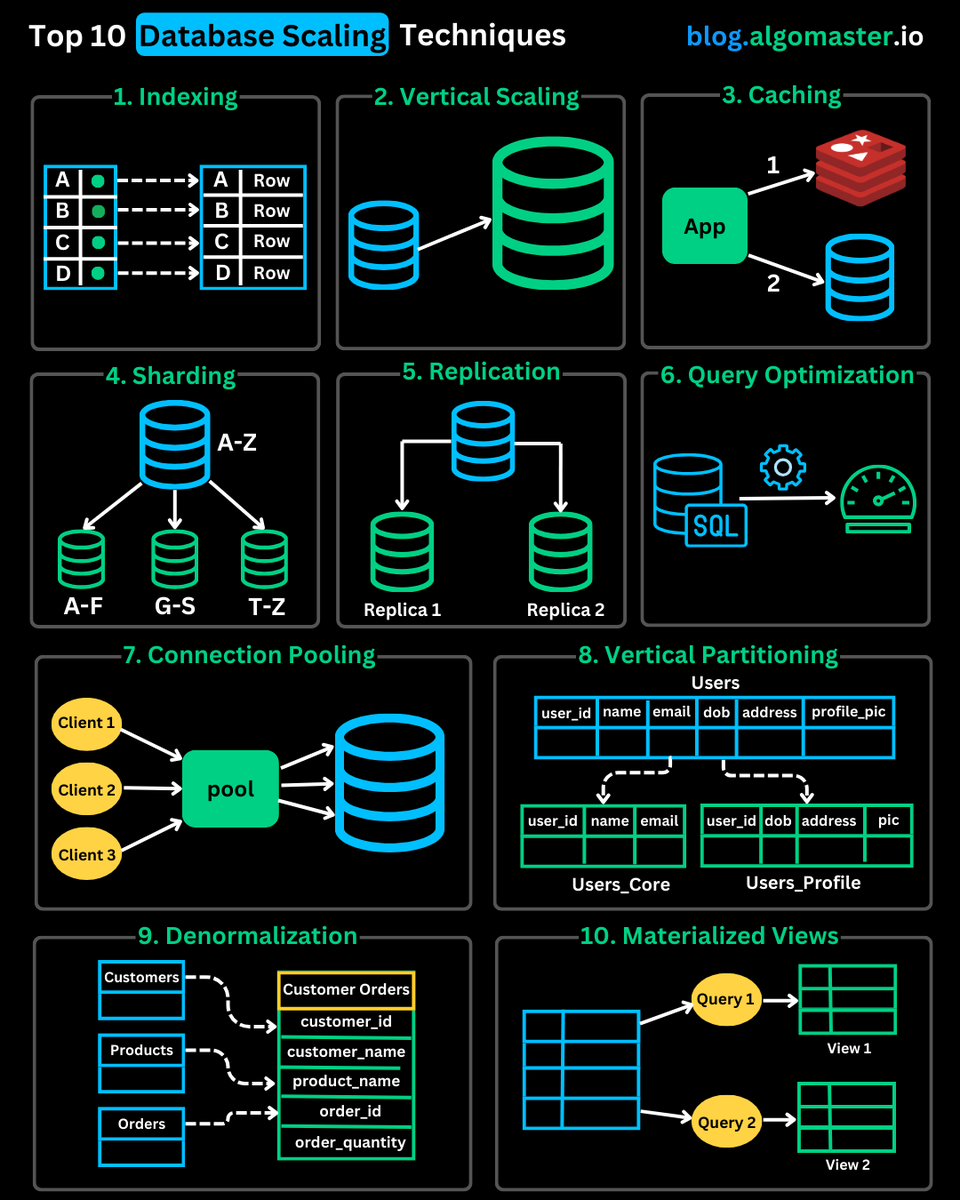 Top 10 Database Scaling Techniques
blog.algomaster.io
1. Indexing
A
B
C
D
A Row
B Row
C Row
D Row
2. Vertical Scaling
3. Caching
App
1
2
4. Sharding
A-Z
A-F
G-S
T-Z
5. Replication
Replica 1
Replica 2
6. Query Optimization
SQL
7. Connection Pooling
Client 1
Client 2
Client 3
pool
8. Vertical Partitioning
Users
user_id name email dob address profile_pic
user_id name email
Users_Core
user_id dob address pic
Users_Profile
9. Denormalization
Customers
Products
Orders
Customer Orders
customer_id
customer_name
product_name
order_id
order_quantity
10. Materialized Views
Query 1
View 1
Query 2
View 2